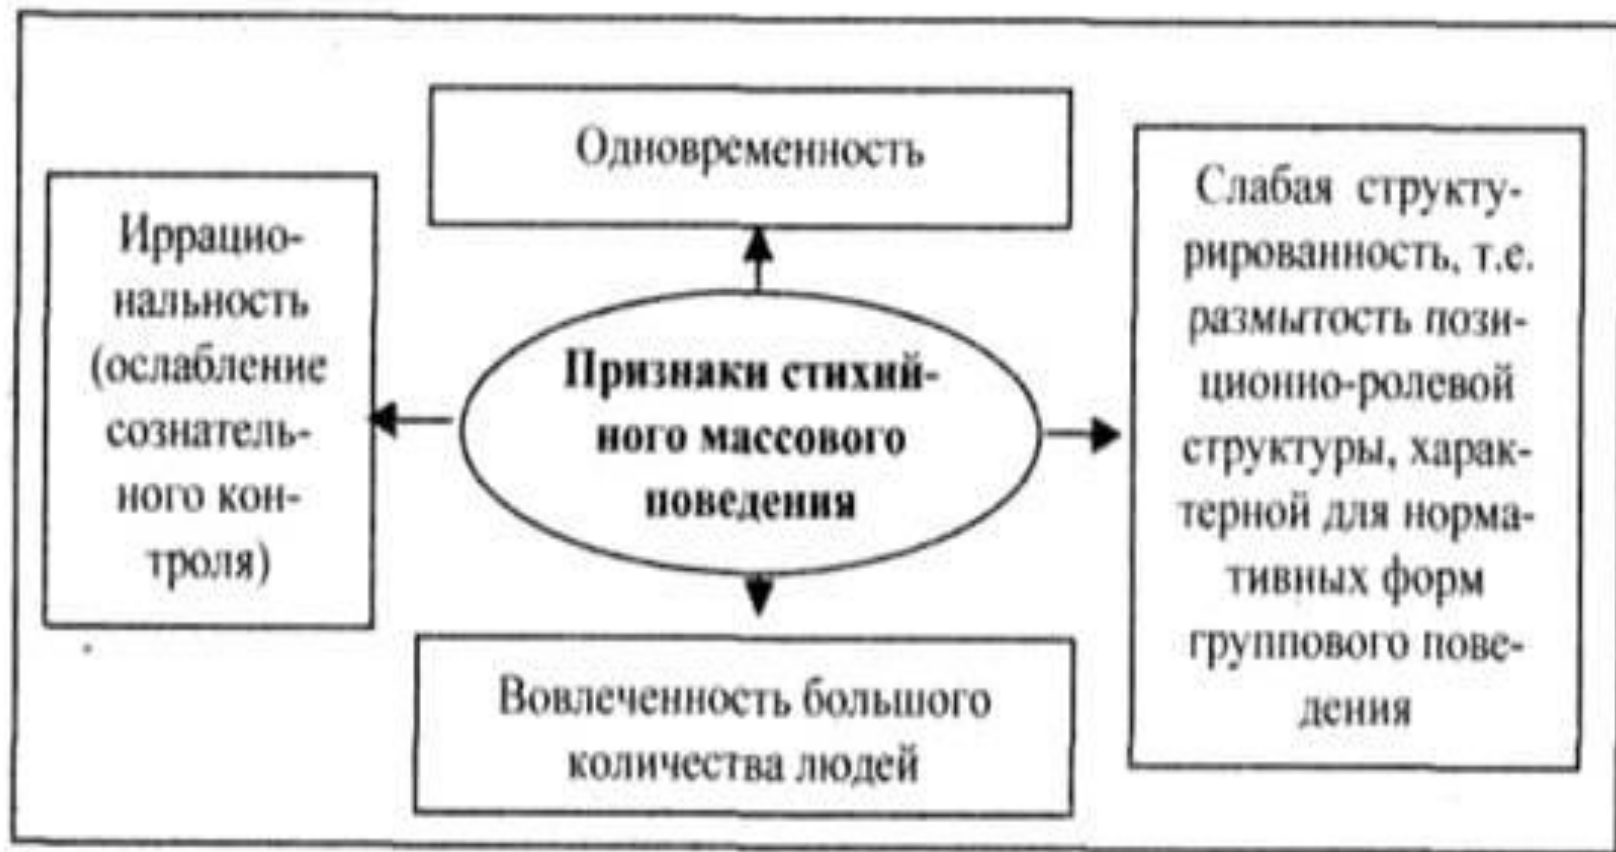 Одновременность
Иррацио-
нальность
(ослабление
сознатель-
ного кон-
троля)
Признаки стихий-
ного массового
поведения
Слабая структу-
рированность, т.е.
размытость пози-
ционно-ролевой
структуры, харак-
терной для норма-
тивных форм
группового пове-
дения
Вовлеченность большого
количества людей